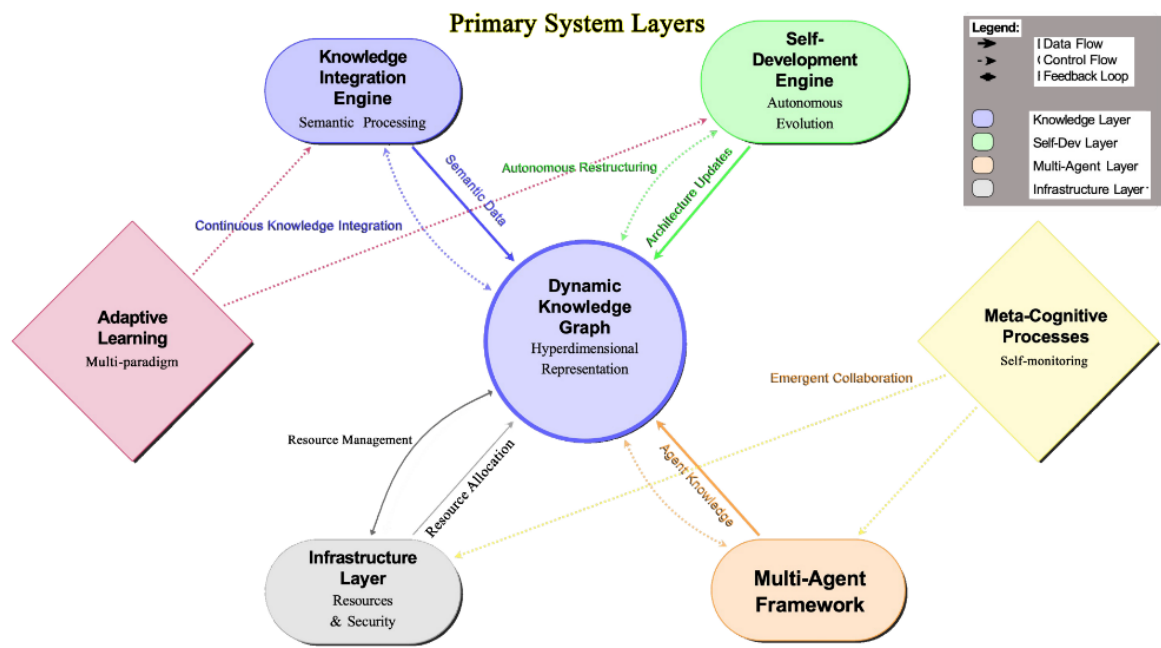 Primary System Layers
Knowledge
Integration
Engine
Semantic Processing
Self-
Development
Engine
Autonomous
Evolution
Legend:
Data Flow
Control Flow
Feedback Loop
Knowledge Layer
Self-Dev Layer
Multi-Agent Layer
Infrastructure Layer
Semantic Data
Autonomous Restructuring
Architecture Updates
Continuous Knowledge Integration
Adaptive
Learning
Multi-paradigm
Dynamic
Knowledge
Graph
Hyperdimensional
Representation
Meta-Cognitive
Processes
Self-monitoring
Emergent Collaboration
Resource Management
Resource Allocation
Agent Knowledge
Infrastructure
Layer
Resources
& Security
Multi-Agent
Framework